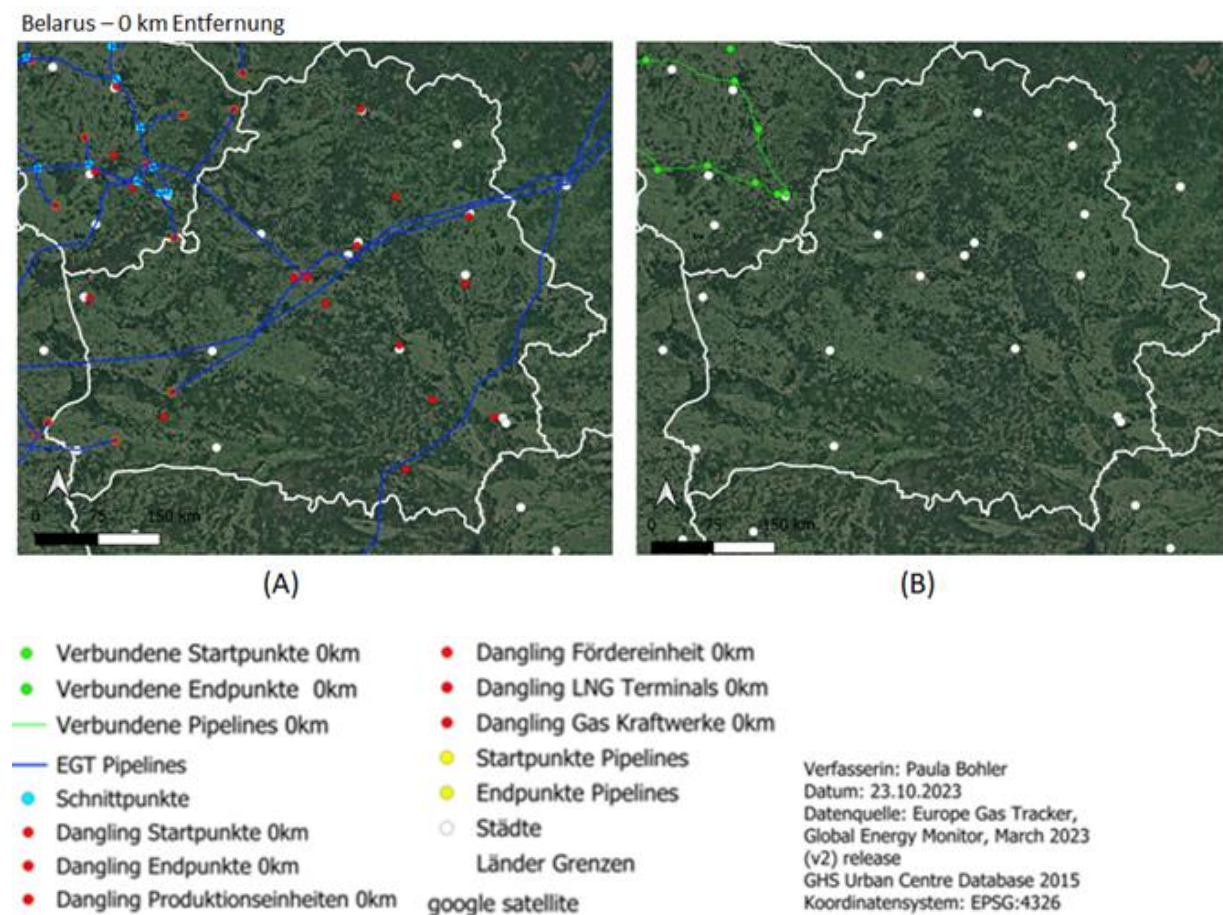 Belarus – 0 km Entfernung
0 75 150 km
0 75 150 km
(A)
(B)
Verbundene Startpunkte 0km
Verbundene Endpunkte 0km
Verbundene Pipelines 0km
EGT Pipelines
Schnittpunkte
Dangling Startpunkte 0km
Dangling Endpunkte 0km
Dangling Produktionseinheiten 0km
Dangling Fördereinheit 0km
Dangling LNG Terminals 0km
Dangling Gas Kraftwerke 0km
Startpunkte Pipelines
Endpunkte Pipelines
Städte
Länder Grenzen
google satellite
Verfasserin: Paula Bohler
Datum: 23.10.2023
Datenquelle: Europe Gas Tracker,
Global Energy Monitor, March 2023
(v2) release
GHS Urban Centre Database 2015
Koordinatensystem: EPSG:4326